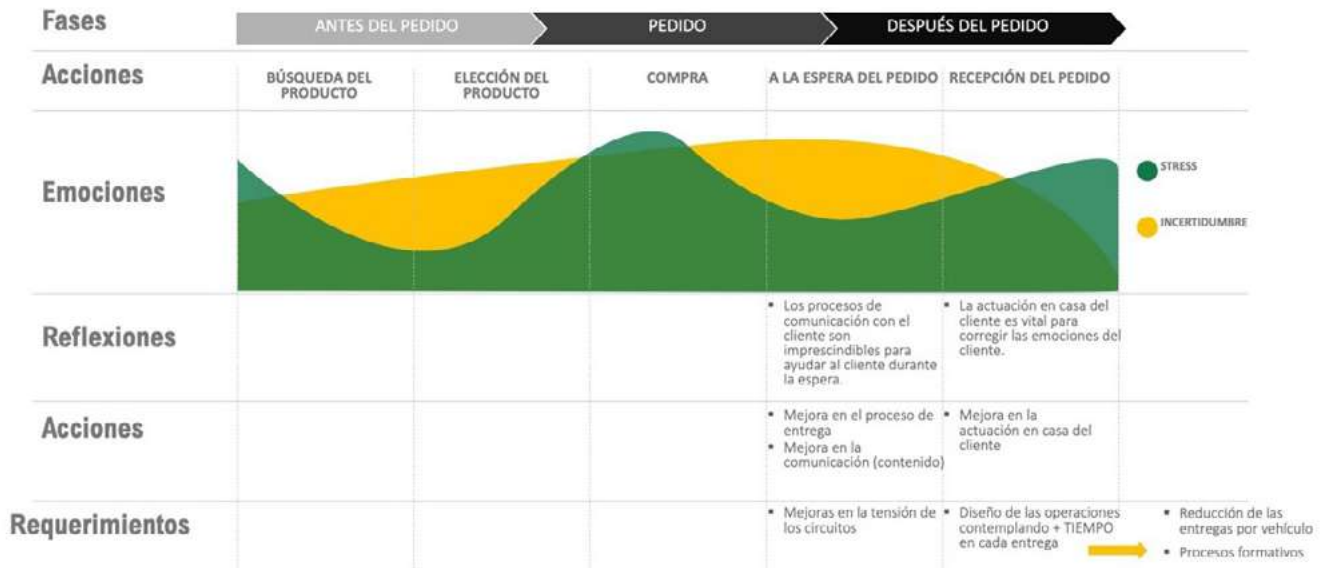 Fases
ANTES DEL PEDIDO
PEDIDO
DESPUÉS DEL PEDIDO
Acciones
BÚSQUEDA DEL
PRODUCTO
ELECCIÓN DEL
PRODUCTO
COMPRA
A LA ESPERA DEL PEDIDO
RECEPCIÓN DEL PEDIDO
Emociones
STRESS
INCERTIDUMBRE
Reflexiones
▪ Los procesos de
comunicación con el
cliente son
imprescindibles para
ayudar al cliente durante
la espera.
▪ La actuación en casa del
cliente es vital para
corregir las emociones del
cliente.
Acciones
▪ Mejora en el proceso de
entrega
▪ Mejora en la
comunicación (contenido)
▪ Mejora en la
actuación en casa del
cliente
Requerimientos
▪ Mejoras en la tensión de
los circuitos
▪ Diseño de las operaciones
contemplando + TIEMPO
en cada entrega
▪ Reducción de las
entregas por vehículo
▪ Procesos formativos